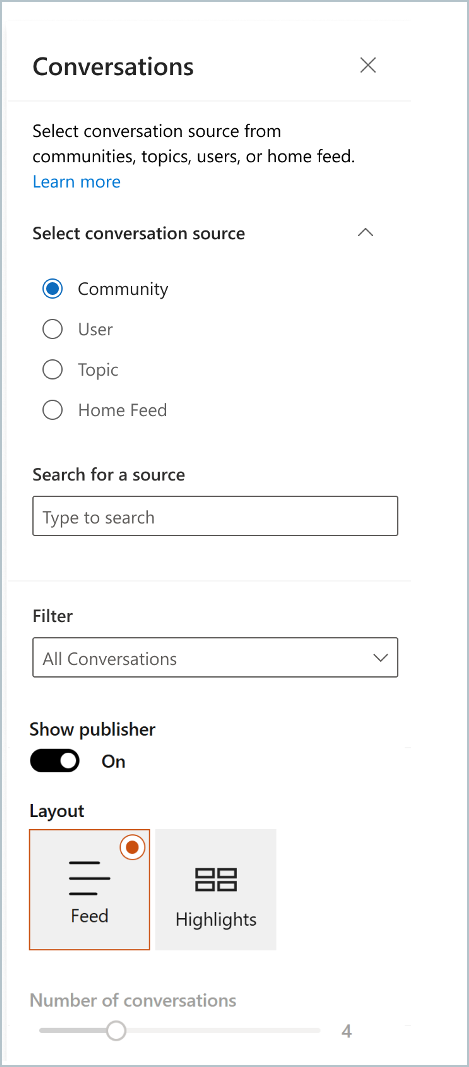 Conversations
Select conversation source from
communities, topics, users, or home feed.
Learn more
Select conversation source
Community
User
Topic
Home Feed
Search for a source
Type to search
Filter
All Conversations
Show publisher
On
Layout
Feed
Highlights
Number of conversations
4